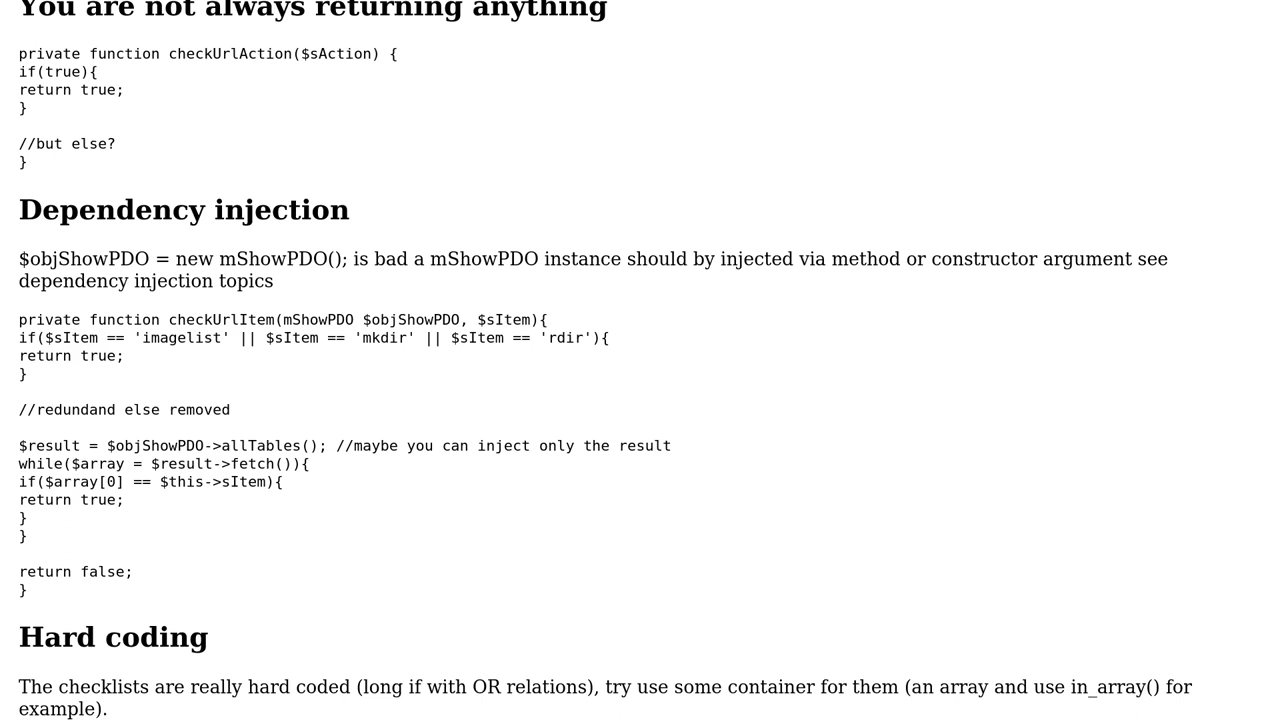 You are not always returning anything
private function checkUrlAction($sAction) {
if(true){
return true;
}
//but else?
}
Dependency injection
$objShowPDO = new mShowPDO(); is bad a mShowPDO instance should by injected via method or constructor argument see
dependency injection topics
private function checkUrlItem(mShowPDO $objShowPDO, $sItem){
if($sItem == 'imagelist' || $sItem == 'mkdir' || $sItem == 'rdir'){
return true;
}
//redundand else removed
$result = $objShowPDO->allTables(); //maybe you can inject only the result
while($array = $result->fetch()){
if($array[0] == $this->sItem){
return true;
}
}
return false;
}
Hard coding
The checklists are really hard coded (long if with OR relations), try use some container for them (an array and use in_array() for
example).